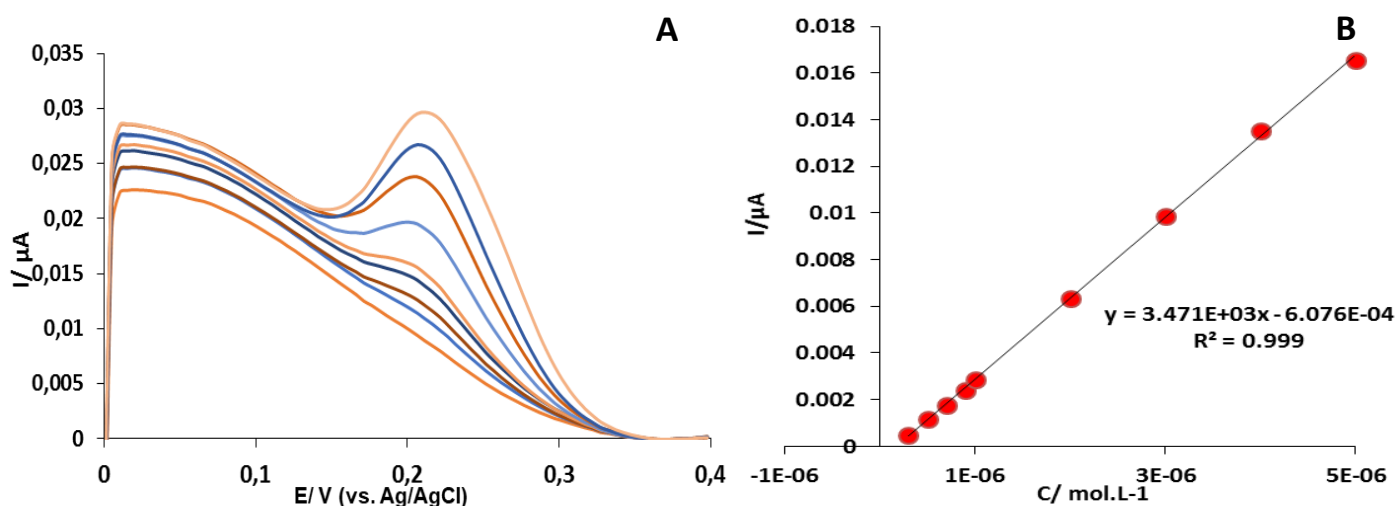 A
0,035
0,03
0,025
0,02
0,015
0,01
0,005
0
I/ µA
0
0,1
0,2
0,3
0,4
E/ V (vs. Ag/AgCl)
B
0.018
0.016
0.014
0.012
0.01
0.008
0.006
0.004
0.002
0
I/µA
y = 3.471E+03x - 6.076E-04
R² = 0.999
-1E-06
1E-06
3E-06
5E-06
C/ mol.L-1